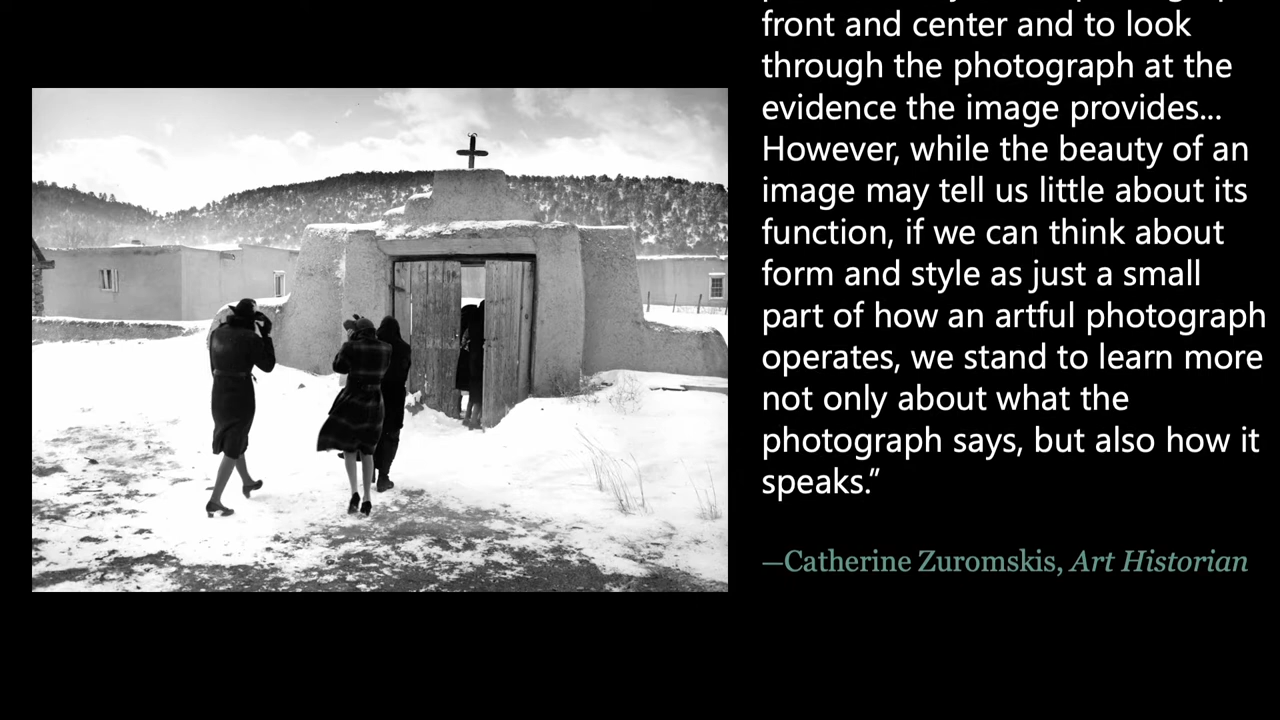 front and center and to look
through the photograph at the
evidence the image provides...
However, while the beauty of an
image may tell us little about its
function, if we can think about
form and style as just a small
part of how an artful photograph
operates, we stand to learn more
not only about what the
photograph says, but also how it
speaks.”
—Catherine Zuromskis, Art Historian